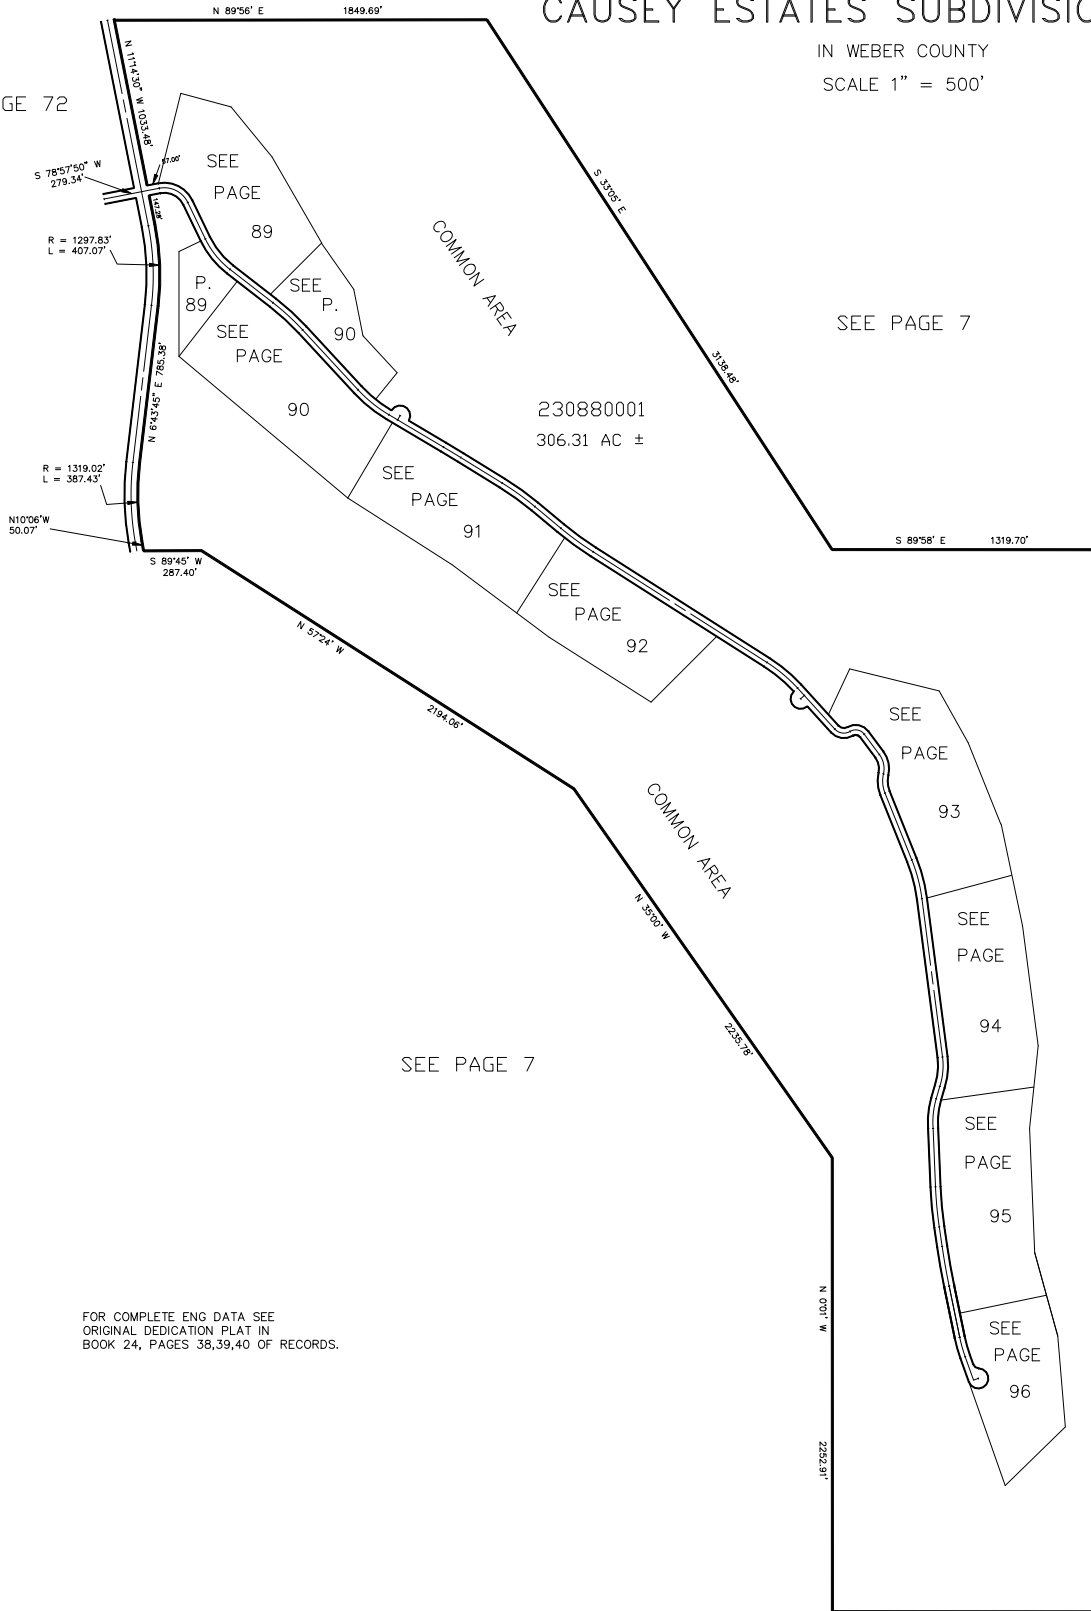 N 89°56' E 1849.69'
CAUSEY ESTATES SUBDIVISIO
IN WEBER COUNTY
SCALE 1" = 500'
GE 72
N 11°14'30" W 1033.48'
S 78°57'50" W
279.34'
57.00'
147.28'
R = 1297.83'
L = 407.07'
SEE
PAGE
89
P.
89
SEE
P.
90
SEE
PAGE
90
COMMON AREA
S 33°05' E
3138.48'
SEE PAGE 7
230880001
306.31 AC ±
N 6°43'45" E 785.38'
R = 1319.02'
L = 387.43'
N10°06'W
50.07'
S 89°45' W
287.40'
SEE
PAGE
91
S 89°58' E 1319.70'
SEE
PAGE
92
N 57°24' W
2194.06'
SEE
PAGE
93
COMMON AREA
N 35°00' W
2235.78'
SEE
PAGE
94
SEE PAGE 7
SEE
PAGE
95
N 0°01' W
2252.91'
SEE
PAGE
96
FOR COMPLETE ENG DATA SEE
ORIGINAL DEDICATION PLAT IN
BOOK 24, PAGES 38,39,40 OF RECORDS.